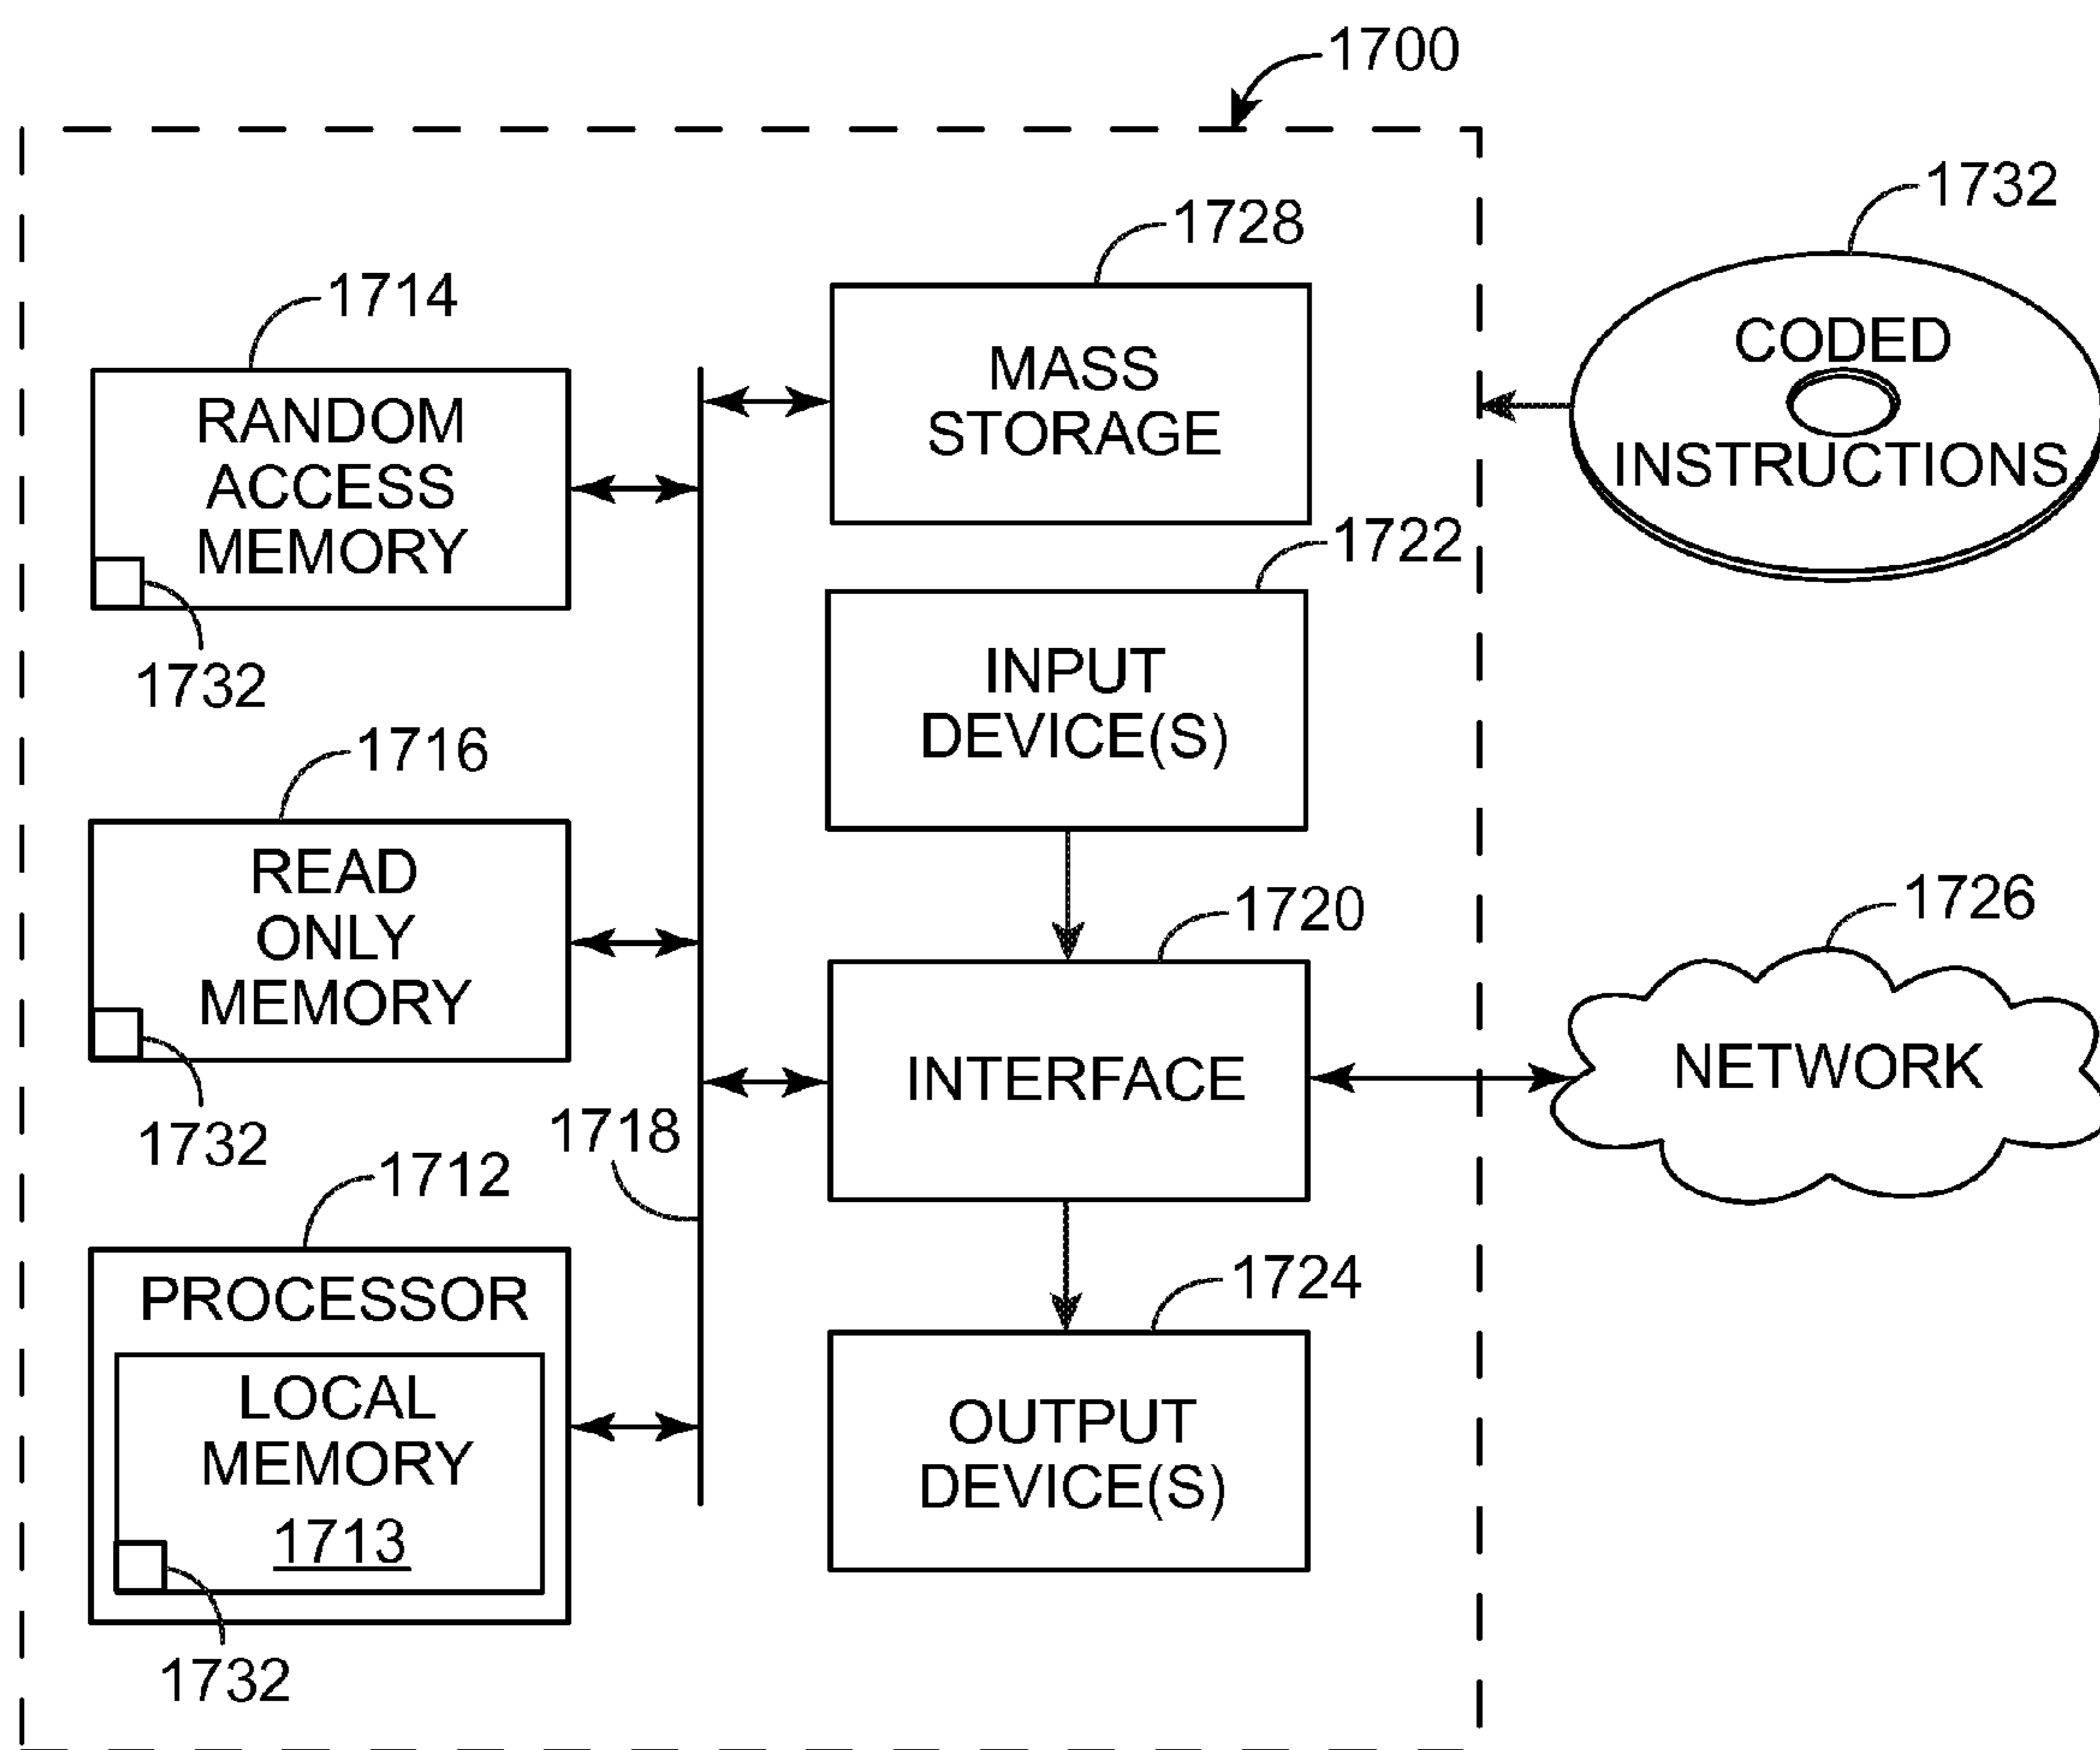 1700
1732
1728
1714
CODED
INSTRUCTIONS
MASS
STORAGE
RANDOM
ACCESS
MEMORY
1732
1722
INPUT
DEVICE(S)
1716
READ
ONLY
MEMORY
1732
1720
1726
INTERFACE
NETWORK
1718
1712
PROCESSOR
LOCAL
MEMORY
1713
1732
1724
OUTPUT
DEVICE(S)